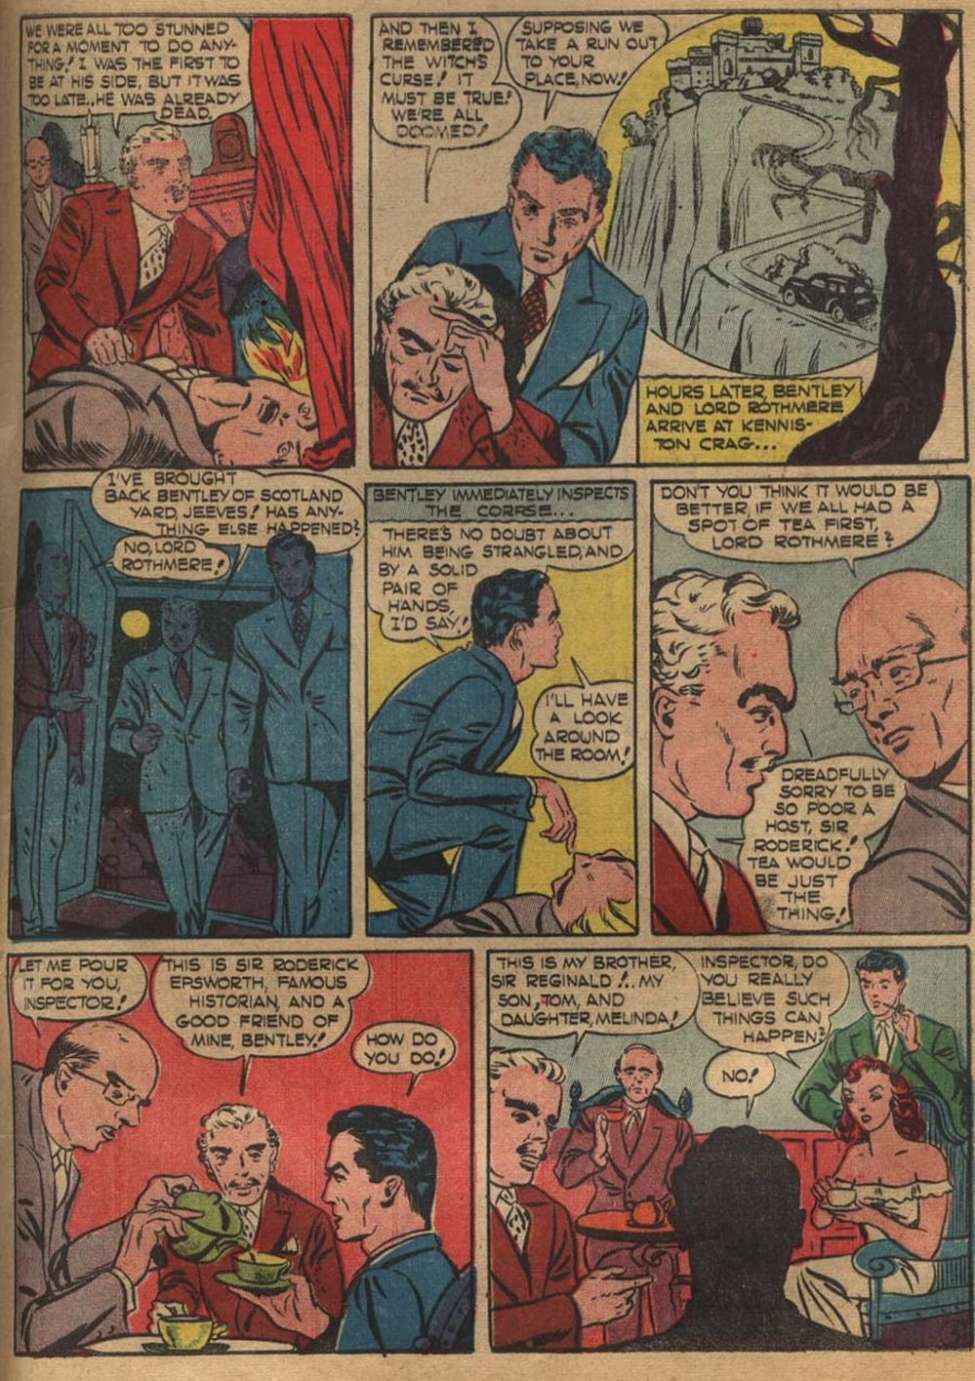 WE WERE ALL TOO STUNNED
FOR A MOMENT TO DO ANY-
THING! I WAS THE FIRST TO
BE AT HIS SIDE, BUT IT WAS
TOO LATE.. HE WAS ALREADY
DEAD.
AND THEN I
REMEMBERED
THE WITCH'S
CURSE! IT
MUST BE TRUE!
WE'RE ALL
DOOMED!
SUPPOSING WE
TAKE A RUN OUT
TO YOUR
PLACE, NOW!
HOURS LATER, BENTLEY
AND LORD ROTHMERE
ARRIVE AT KENNIS-
TON CRAG...
I'VE BROUGHT
BACK BENTLEY OF SCOTLAND
YARD, JEEVES! HAS ANY-
THING ELSE HAPPENED?
NO, LORD
ROTHMERE!
BENTLEY IMMEDIATELY INSPECTS
THE CORPSE...
THERE'S NO DOUBT ABOUT
HIM BEING STRANGLED, AND
BY A SOLID
PAIR OF
HANDS,
I'D SAY!
I'LL HAVE
A LOOK
AROUND
THE ROOM!
DON'T YOU THINK IT WOULD BE
BETTER, IF WE ALL HAD A
SPOT OF TEA FIRST,
LORD ROTHMERE?
DREADFULLY
SORRY TO BE
SO POOR A
HOST, SIR
RODERICK!
TEA WOULD
BE JUST
THE
THING!
LET ME POUR
IT FOR YOU,
INSPECTOR!
THIS IS SIR RODERICK
EPSWORTH, FAMOUS
HISTORIAN, AND A
GOOD FRIEND OF
MINE, BENTLEY!
HOW DO
YOU DO!
THIS IS MY BROTHER,
SIR REGINALD!.. MY
SON, TOM, AND
DAUGHTER, MELINDA!
INSPECTOR, DO
YOU REALLY
BELIEVE SUCH
THINGS CAN
HAPPEN?
NO!